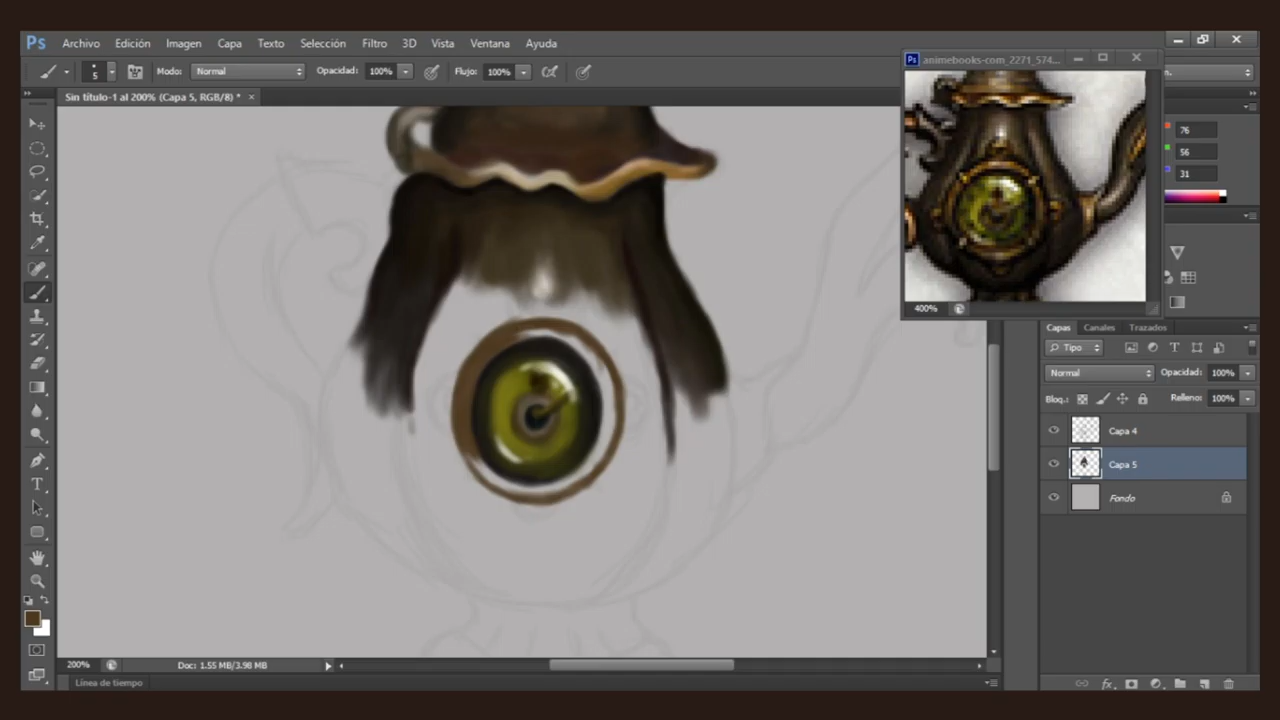 Ps Archivo Edición Imagen Capa Texto Selección Filtro 3D Vista Ventana Ayuda
5 Modo: Normal Opacidad: 100% Flujo: 100%
Ps animebooks-com_2271_574...
n.
Sin título-1 al 200% (Capa 5, RGB/8) *
76
56
31
400%
Capas Canales Trazados
Tipo
Normal Opacidad: 100%
Bloq.: Relleno: 100%
Capa 4
Capa 5
Fondo
200% Doc: 1.55 MB/3.98 MB
Línea de tiempo